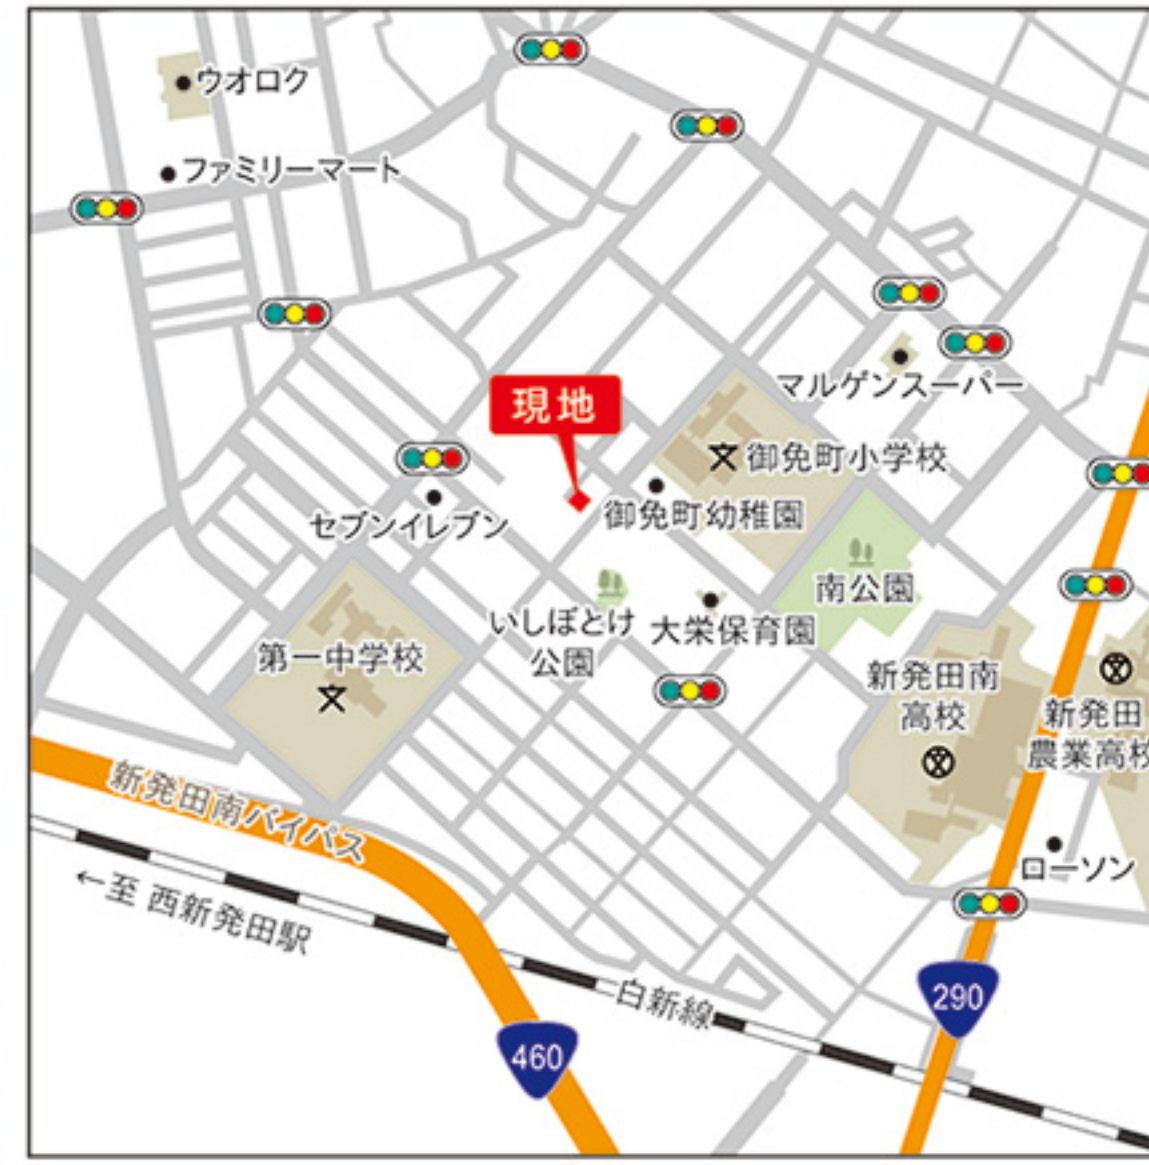 ウオロク
ファミリーマート
マルゲンスーパー
現地
御免町小学校
御免町幼稚園
セブンイレブン
南公園
いしぼとけ
公園
大栄保育園
第一中学校
新発田南
高校
新発田
農業高校
新発田南バイパス
ローソン
←至 西新発田駅
白新線
290
460